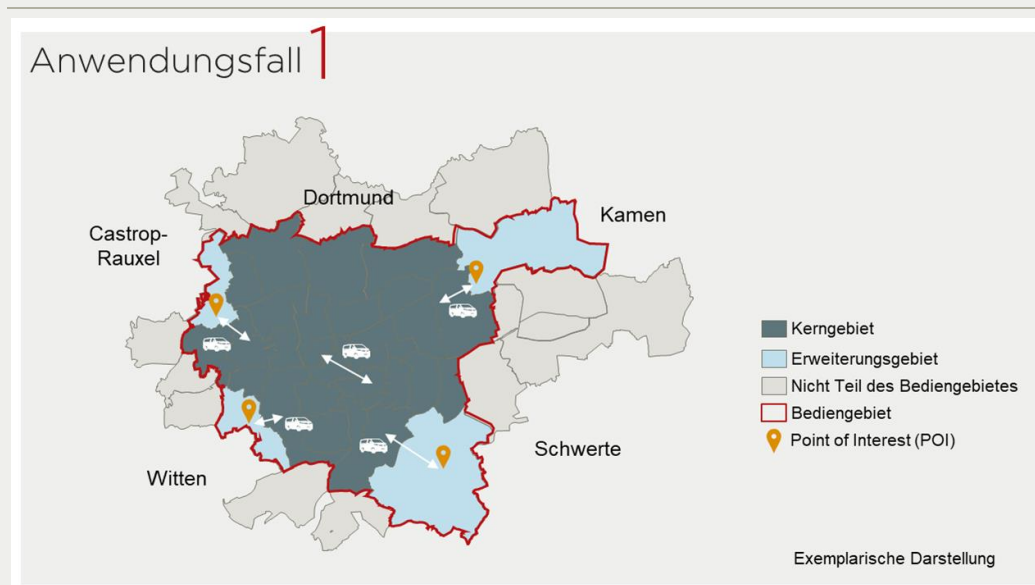 Anwendungsfall 1
Dortmund
Kamen
Castrop-
Rauxel
Kerngebiet
Erweiterungsgebiet
Nicht Teil des Bediengebietes
Bediengebiet
Point of Interest (POI)
Schwerte
Witten
Exemplarische Darstellung